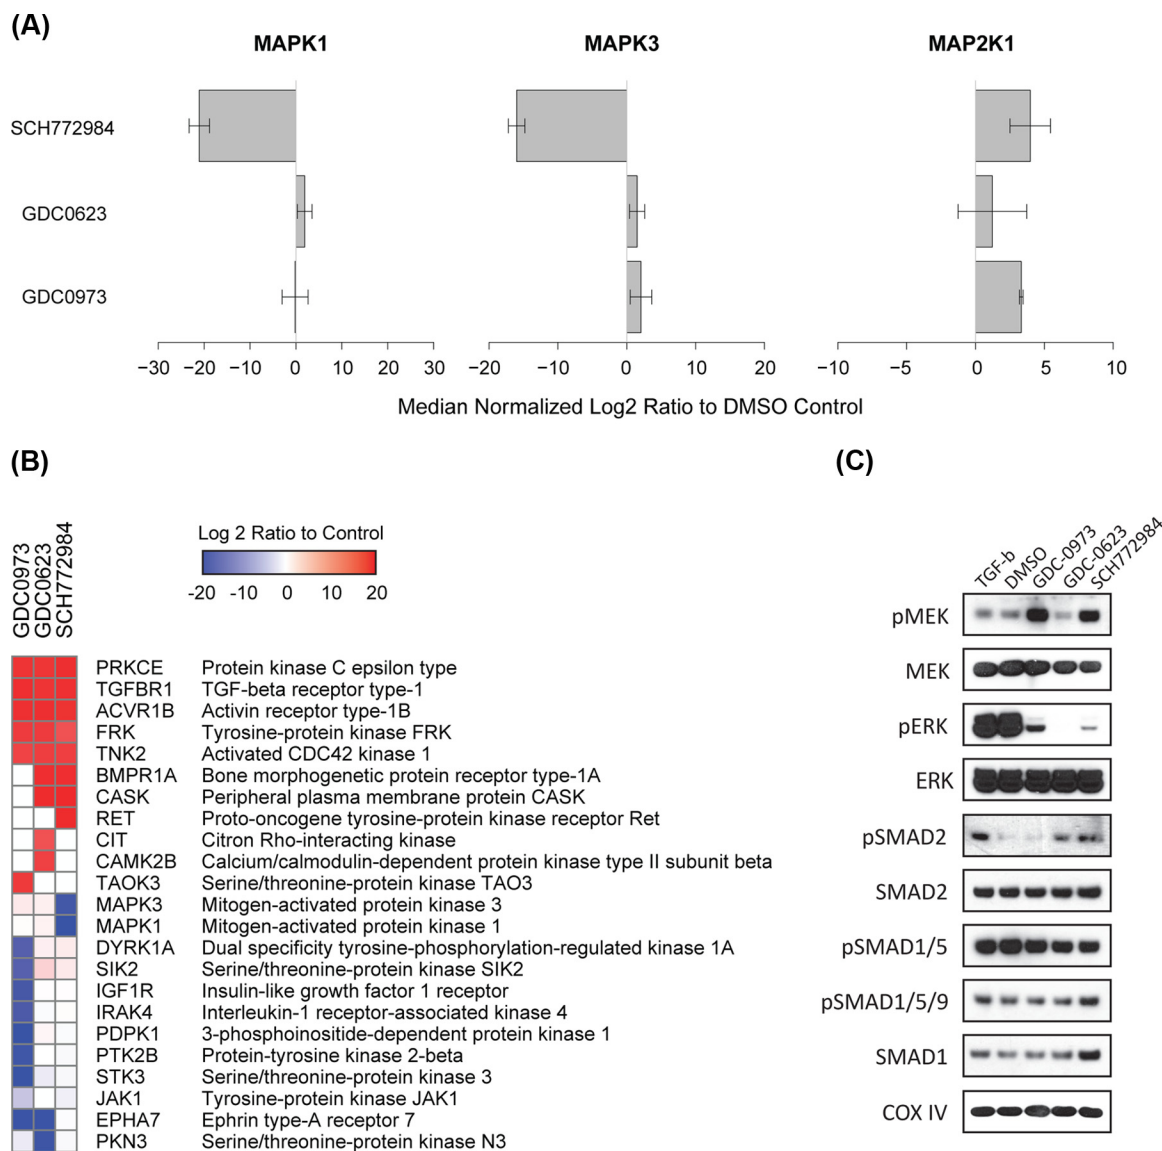 (A)
MAPK1 MAPK3 MAP2K1
SCH772984
GDC0623
GDC0973
−30 −20 −10 0 10 20 30 −20 −10 0 10 20 −10 −5 0 5 10
Median Normalized Log2 Ratio to DMSO Control
(B)
Log 2 Ratio to Control
-20 -10 0 10 20
GDC0973 GDC0623 SCH772984
PRKCE Protein kinase C epsilon type
TGFBR1 TGF-beta receptor type-1
ACVR1B Activin receptor type-1B
FRK Tyrosine-protein kinase FRK
TNK2 Activated CDC42 kinase 1
BMPR1A Bone morphogenetic protein receptor type-1A
CASK Peripheral plasma membrane protein CASK
RET Proto-oncogene tyrosine-protein kinase receptor Ret
CIT Citron Rho-interacting kinase
CAMK2B Calcium/calmodulin-dependent protein kinase type II subunit beta
TAOK3 Serine/threonine-protein kinase TAO3
MAPK3 Mitogen-activated protein kinase 3
MAPK1 Mitogen-activated protein kinase 1
DYRK1A Dual specificity tyrosine-phosphorylation-regulated kinase 1A
SIK2 Serine/threonine-protein kinase SIK2
IGF1R Insulin-like growth factor 1 receptor
IRAK4 Interleukin-1 receptor-associated kinase 4
PDPK1 3-phosphoinositide-dependent protein kinase 1
PTK2B Protein-tyrosine kinase 2-beta
STK3 Serine/threonine-protein kinase 3
JAK1 Tyrosine-protein kinase JAK1
EPHA7 Ephrin type-A receptor 7
PKN3 Serine/threonine-protein kinase N3
(C)
TGF-b DMSO GDC-0973 GDC-0623 SCH772984
pMEK
MEK
pERK
ERK
pSMAD2
SMAD2
pSMAD1/5
pSMAD1/5/9
SMAD1
COX IV